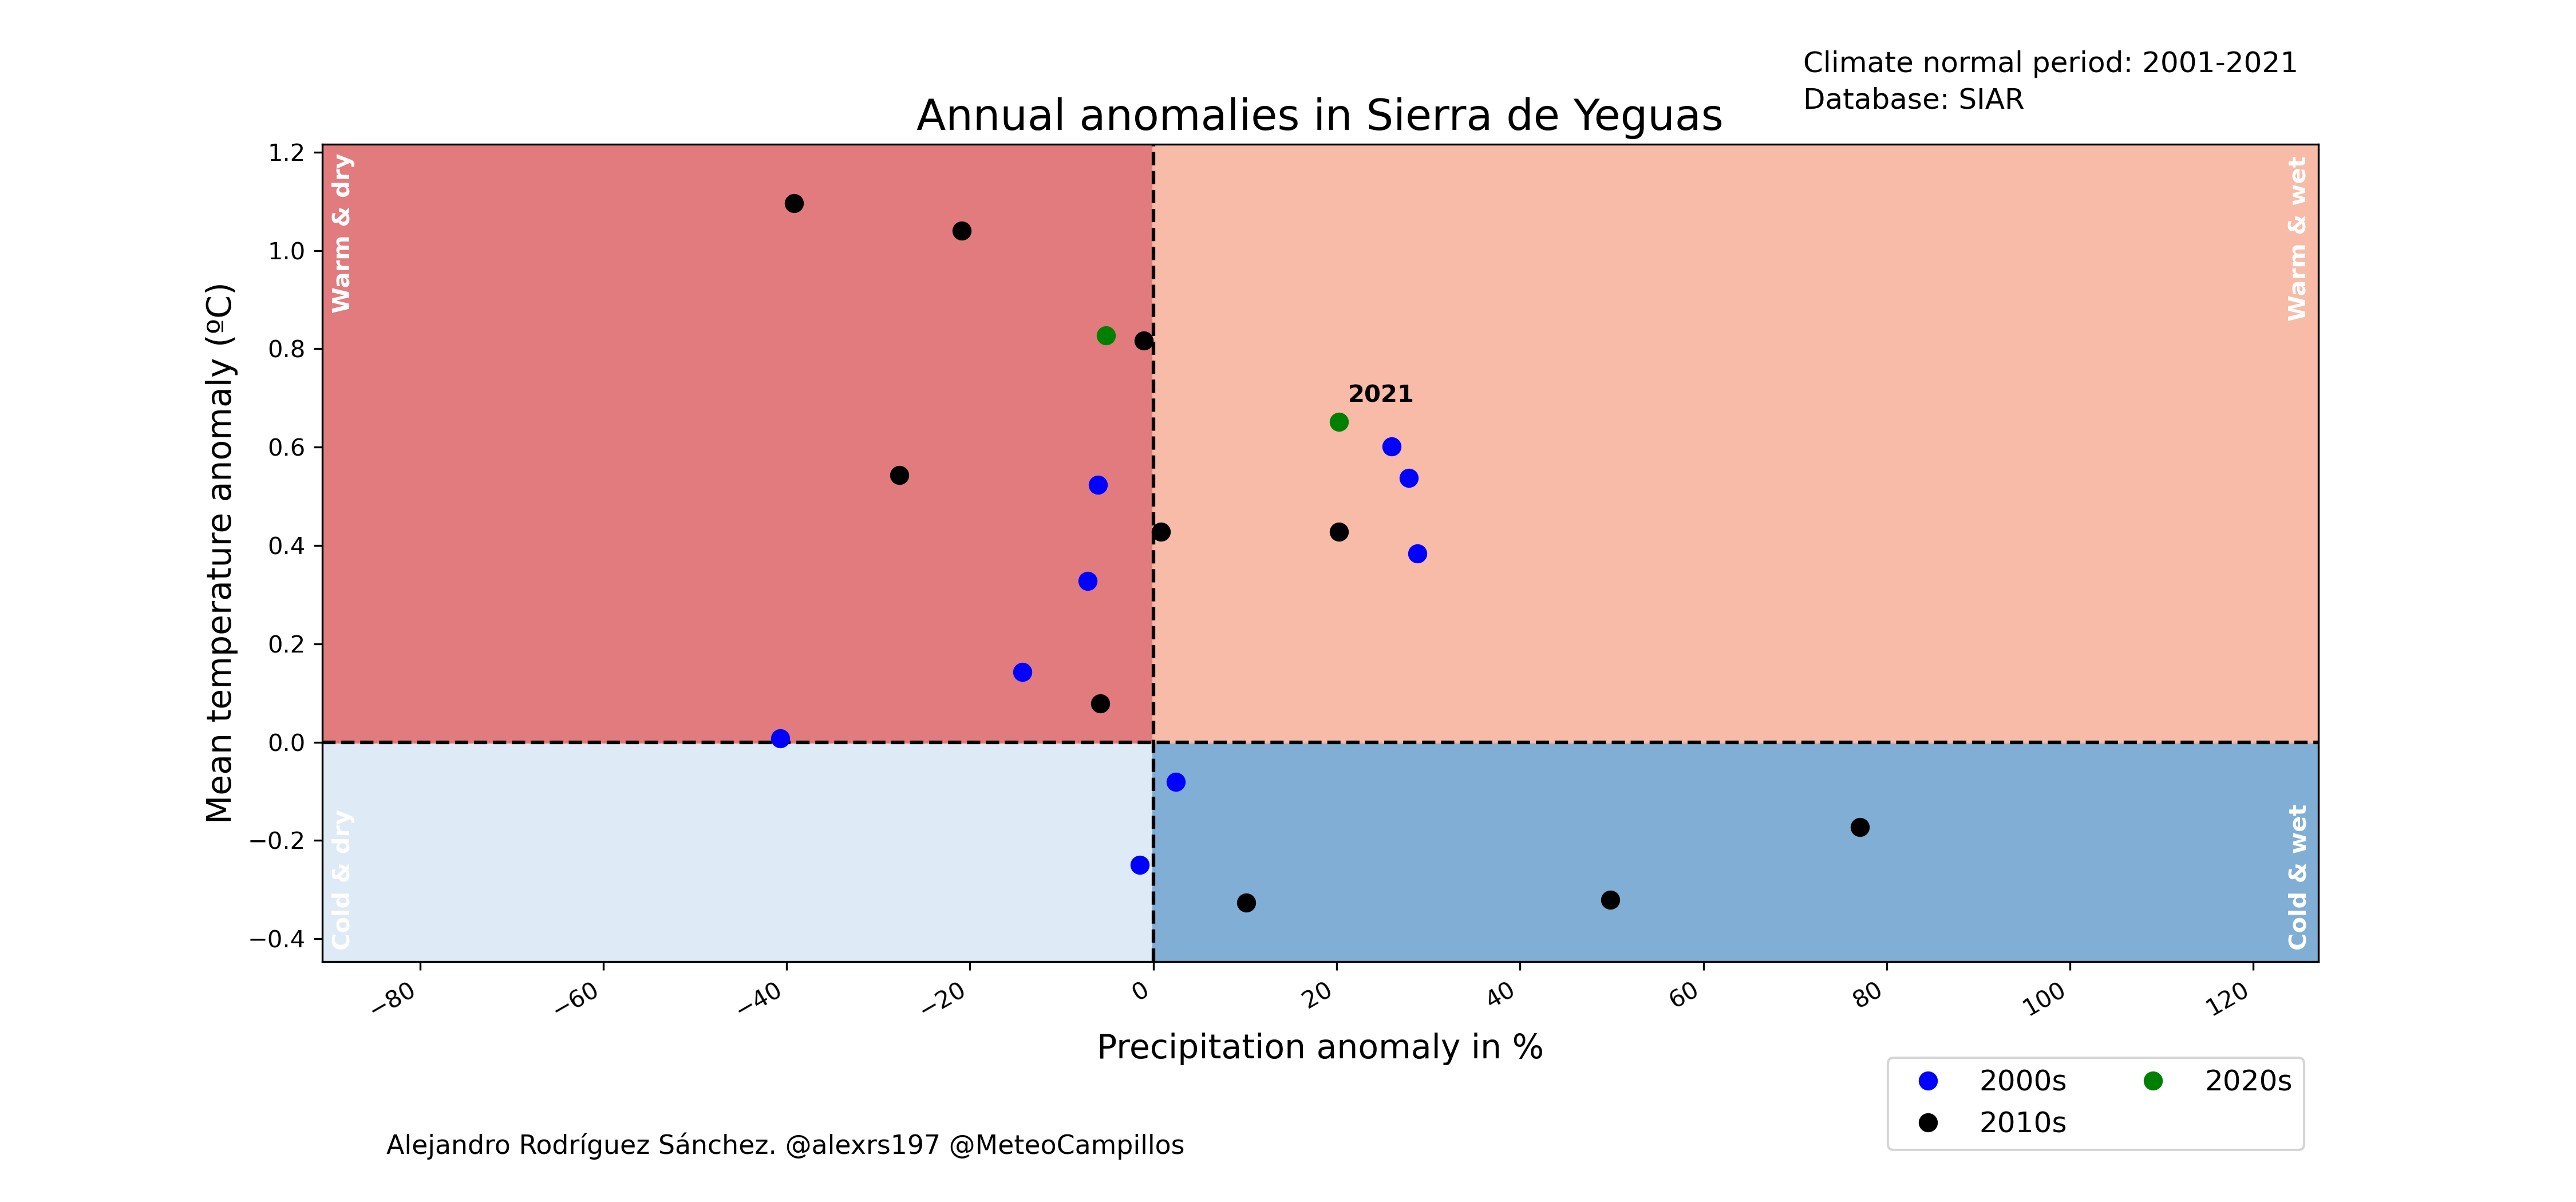 Climate normal period: 2001-2021
Database: SIAR
Annual anomalies in Sierra de Yeguas
Warm & dry
Warm & wet
Cold & dry
Cold & wet
2021
Mean temperature anomaly (ºC)
1.2
1.0
0.8
0.6
0.4
0.2
0.0
−0.2
−0.4
−80
−60
−40
−20
0
20
40
60
80
100
120
Precipitation anomaly in %
2000s
2010s
2020s
Alejandro Rodríguez Sánchez. @alexrs197 @MeteoCampillos